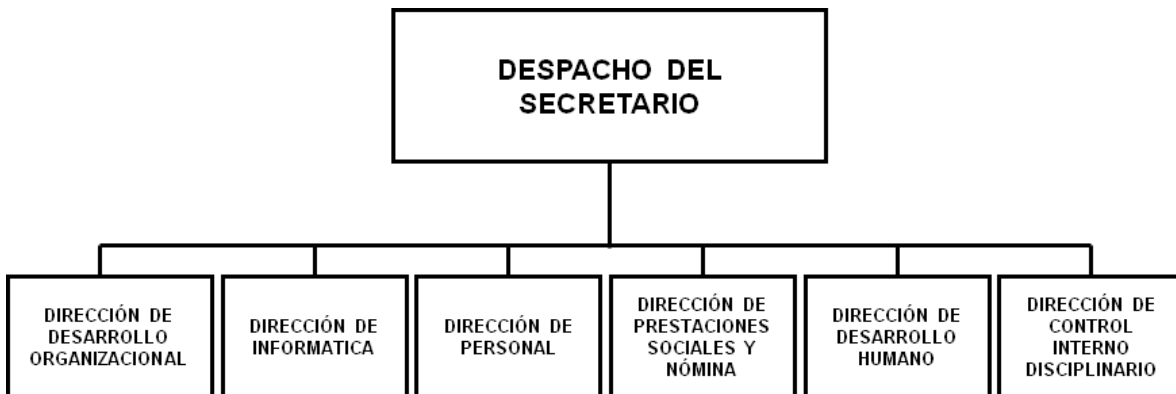 DESPACHO DEL
SECRETARIO
DIRECCIÓN DE
DESARROLLO
ORGANIZACIONAL
DIRECCIÓN DE
INFORMATICA
DIRECCIÓN DE
PERSONAL
DIRECCIÓN DE
PRESTACIONES
SOCIALES Y
NÓMINA
DIRECCIÓN DE
DESARROLLO
HUMANO
DIRECCIÓN DE
CONTROL
INTERNO
DISCIPLINARIO